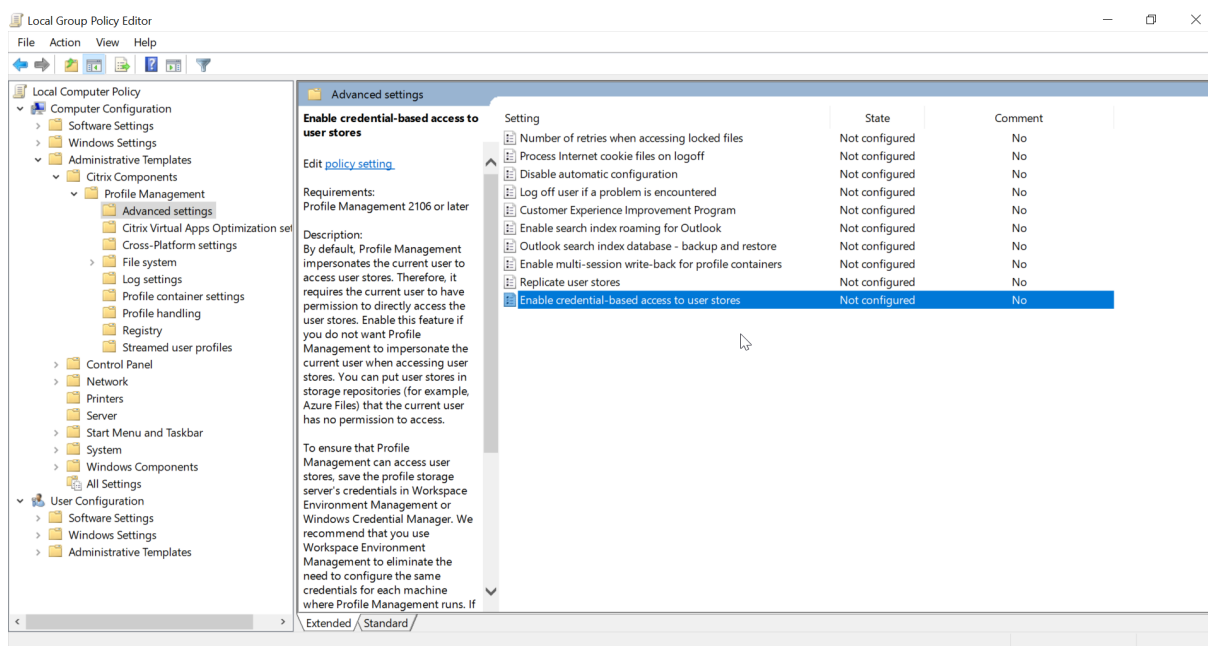 Local Group Policy Editor
File Action View Help
Local Computer Policy
Computer Configuration
Software Settings
Windows Settings
Administrative Templates
Citrix Components
Profile Management
Advanced settings
Citrix Virtual Apps Optimization set
Cross-Platform settings
File system
Log settings
Profile container settings
Profile handling
Registry
Streamed user profiles
Control Panel
Network
Printers
Server
Start Menu and Taskbar
System
Windows Components
All Settings
User Configuration
Software Settings
Windows Settings
Administrative Templates
Advanced settings
Enable credential-based access to
user stores
Edit policy setting
Requirements:
Profile Management 2106 or later
Description:
By default, Profile Management
impersonates the current user to
access user stores. Therefore, it
requires the current user to have
permission to directly access the
user stores. Enable this feature if
you do not want Profile
Management to impersonate the
current user when accessing user
stores. You can put user stores in
storage repositories (for example,
Azure Files) that the current user
has no permission to access.
To ensure that Profile
Management can access user
stores, save the profile storage
server's credentials in Workspace
Environment Management or
Windows Credential Manager. We
recommend that you use
Workspace Environment
Management to eliminate the
need to configure the same
credentials for each machine
where Profile Management runs. If
Setting State Comment
Number of retries when accessing locked files Not configured No
Process Internet cookie files on logoff Not configured No
Disable automatic configuration Not configured No
Log off user if a problem is encountered Not configured No
Customer Experience Improvement Program Not configured No
Enable search index roaming for Outlook Not configured No
Outlook search index database - backup and restore Not configured No
Enable multi-session write-back for profile containers Not configured No
Replicate user stores Not configured No
Enable credential-based access to user stores Not configured No
Extended Standard